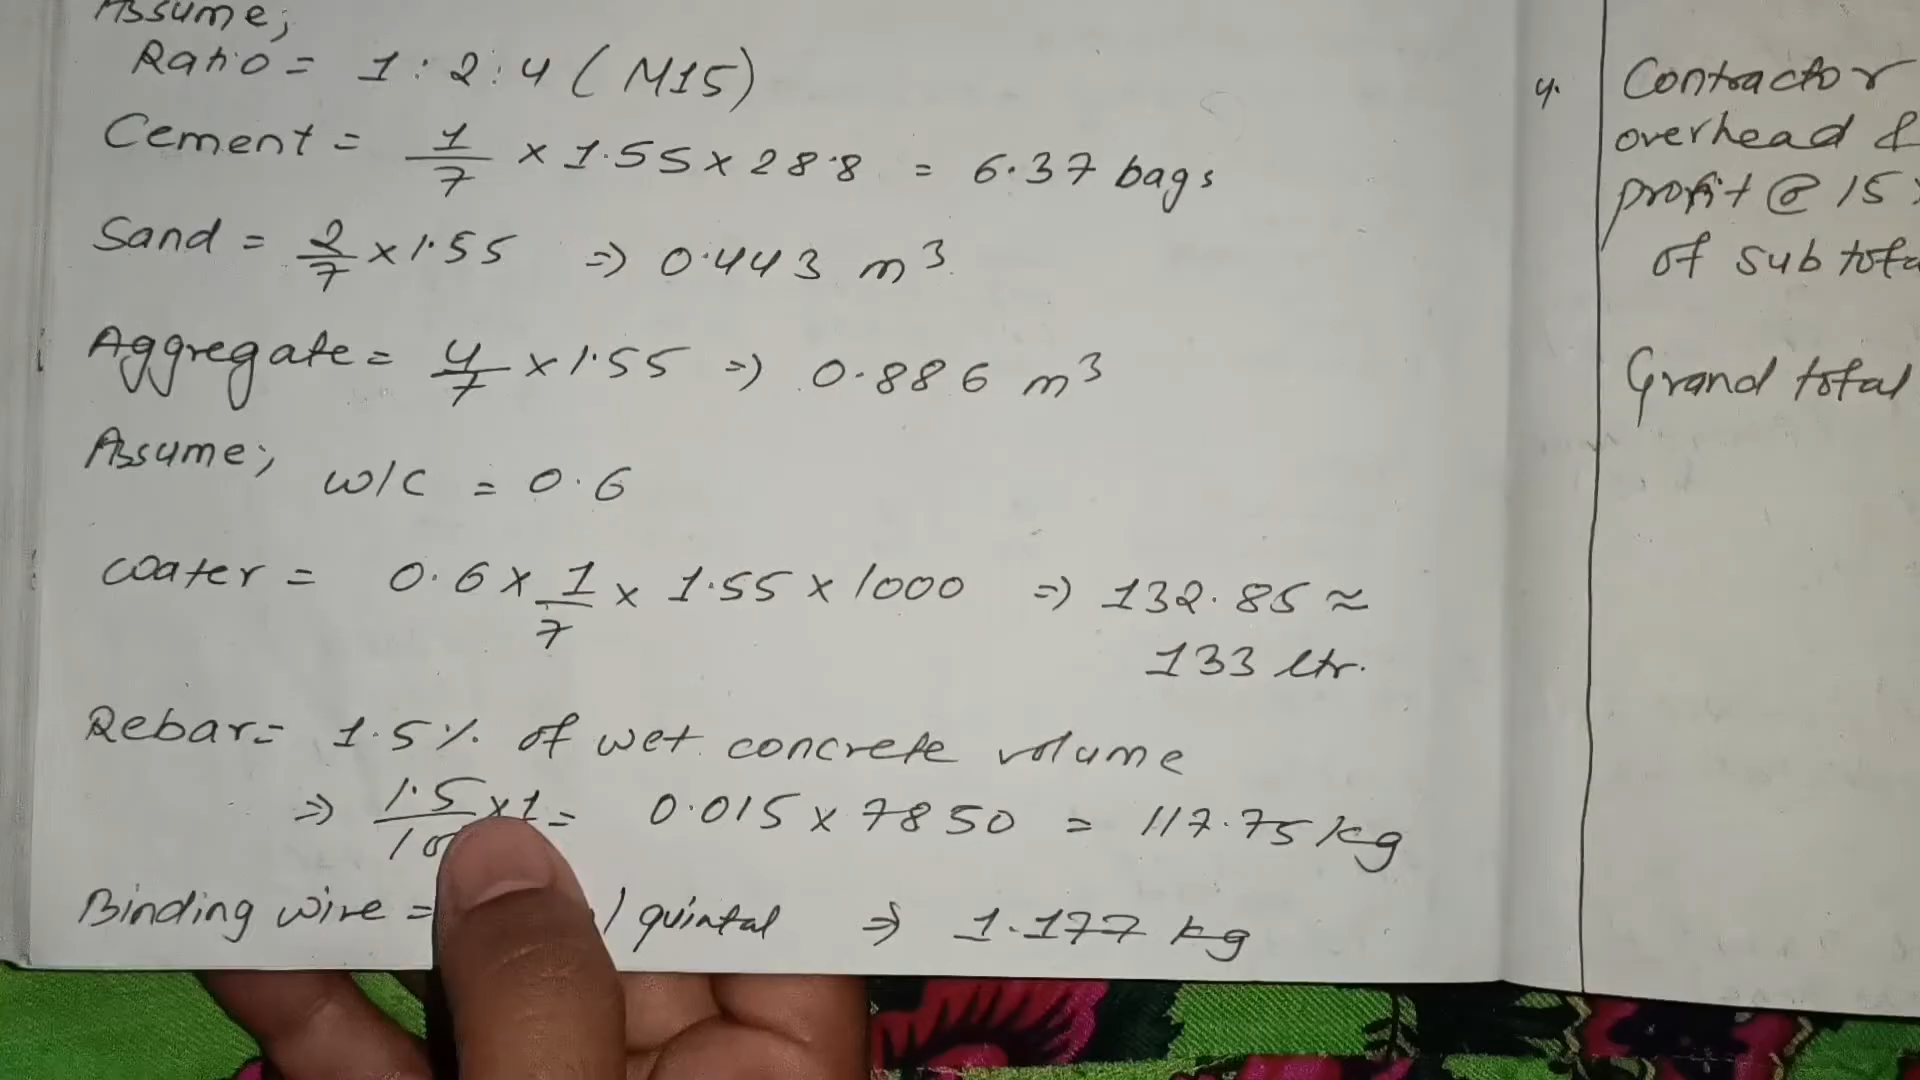 Assume;
Ratio = 1:2:4 (M15)
Cement = 1/7 × 1.55 × 28.8 = 6.37 bags
Sand = 2/7 × 1.55 ⇒ 0.443 m³
Aggregate = 4/7 × 1.55 ⇒ 0.886 m³
Assume;
w/c = 0.6
water = 0.6 × 1/7 × 1.55 × 1000 ⇒ 132.85 ≈
133 ltr.
Rebar = 1.5% of wet concrete volume
⇒ 1.5/10 × 1 = 0.015 × 7850 = 117.75 kg
Binding wire = / quintal ⇒ 1.177 kg
4. Contractor
overhead &
profit @ 15
of sub tota
Grand total